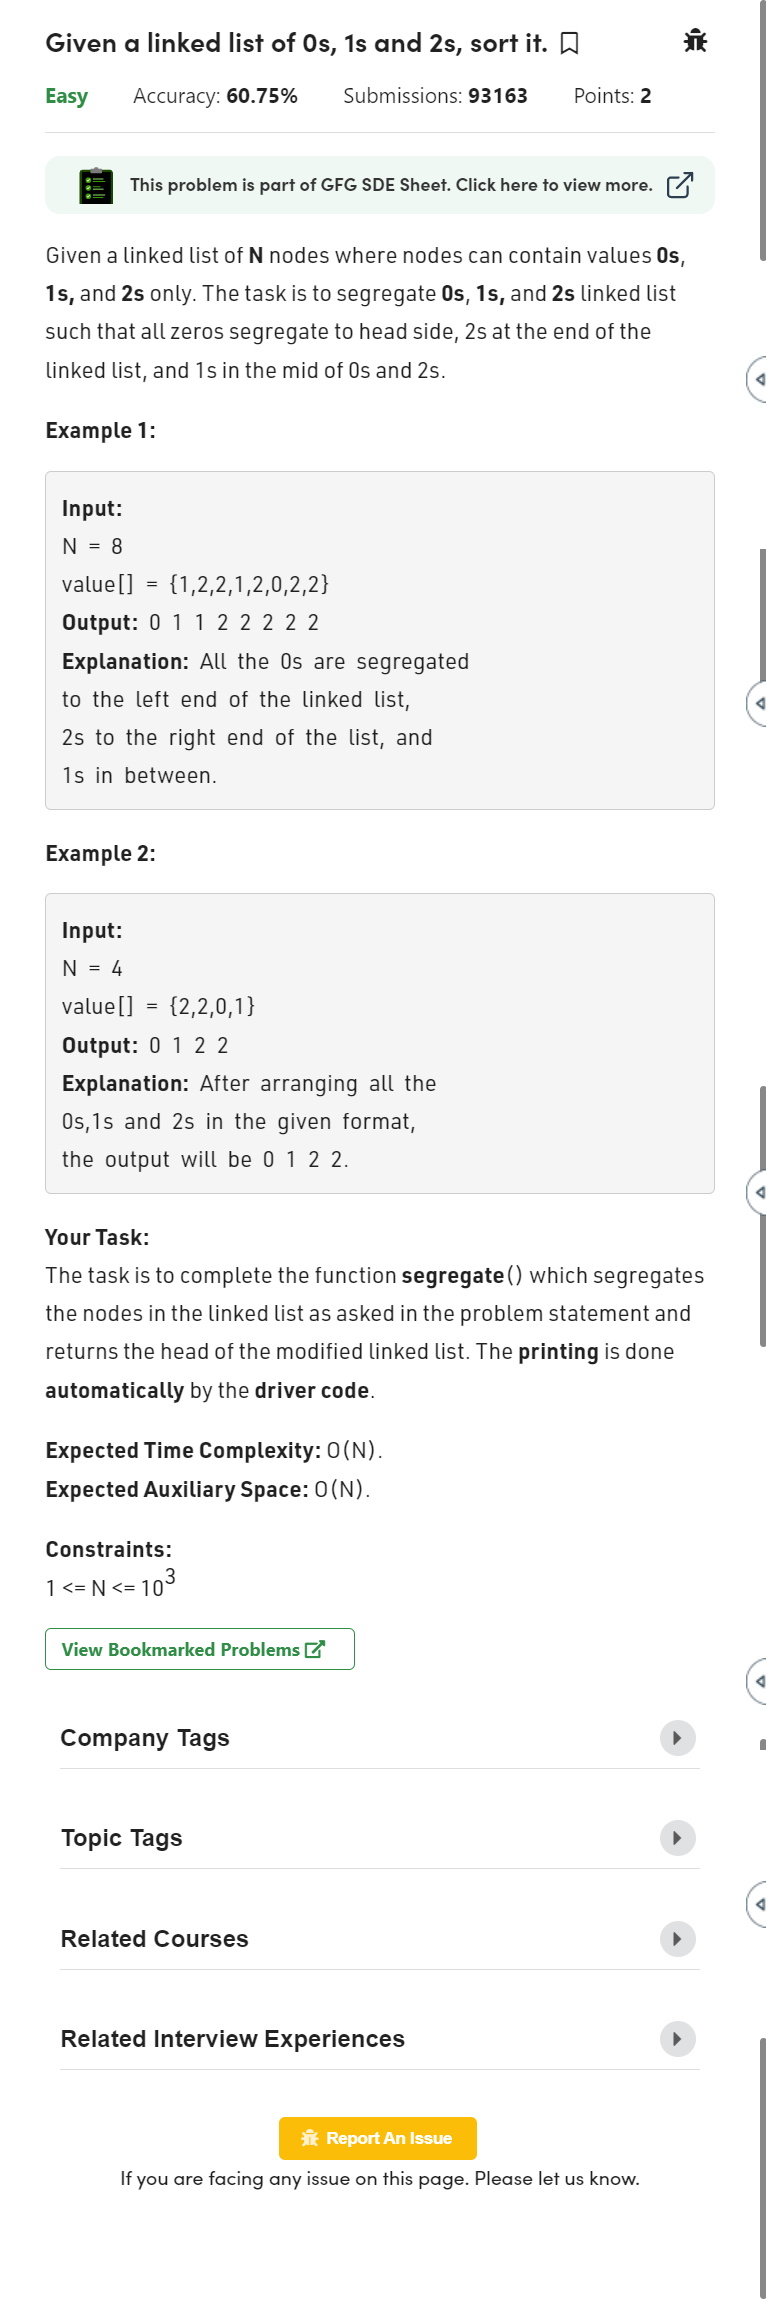 Given a linked list of 0s, 1s and 2s, sort it.
Easy Accuracy: 60.75% Submissions: 93163 Points: 2
This problem is part of GFG SDE Sheet. Click here to view more.
Given a linked list of N nodes where nodes can contain values 0s,
1s, and 2s only. The task is to segregate 0s, 1s, and 2s linked list
such that all zeros segregate to head side, 2s at the end of the
linked list, and 1s in the mid of 0s and 2s.
Example 1:
Input:
N = 8
value[] = {1,2,2,1,2,0,2,2}
Output: 0 1 1 2 2 2 2 2
Explanation: All the 0s are segregated
to the left end of the linked list,
2s to the right end of the list, and
1s in between.
Example 2:
Input:
N = 4
value[] = {2,2,0,1}
Output: 0 1 2 2
Explanation: After arranging all the
0s,1s and 2s in the given format,
the output will be 0 1 2 2.
Your Task:
The task is to complete the function segregate() which segregates
the nodes in the linked list as asked in the problem statement and
returns the head of the modified linked list. The printing is done
automatically by the driver code.
Expected Time Complexity: O(N).
Expected Auxiliary Space: O(N).
Constraints:
1 <= N <= 10^3
View Bookmarked Problems
Company Tags
Topic Tags
Related Courses
Related Interview Experiences
Report An Issue
If you are facing any issue on this page. Please let us know.